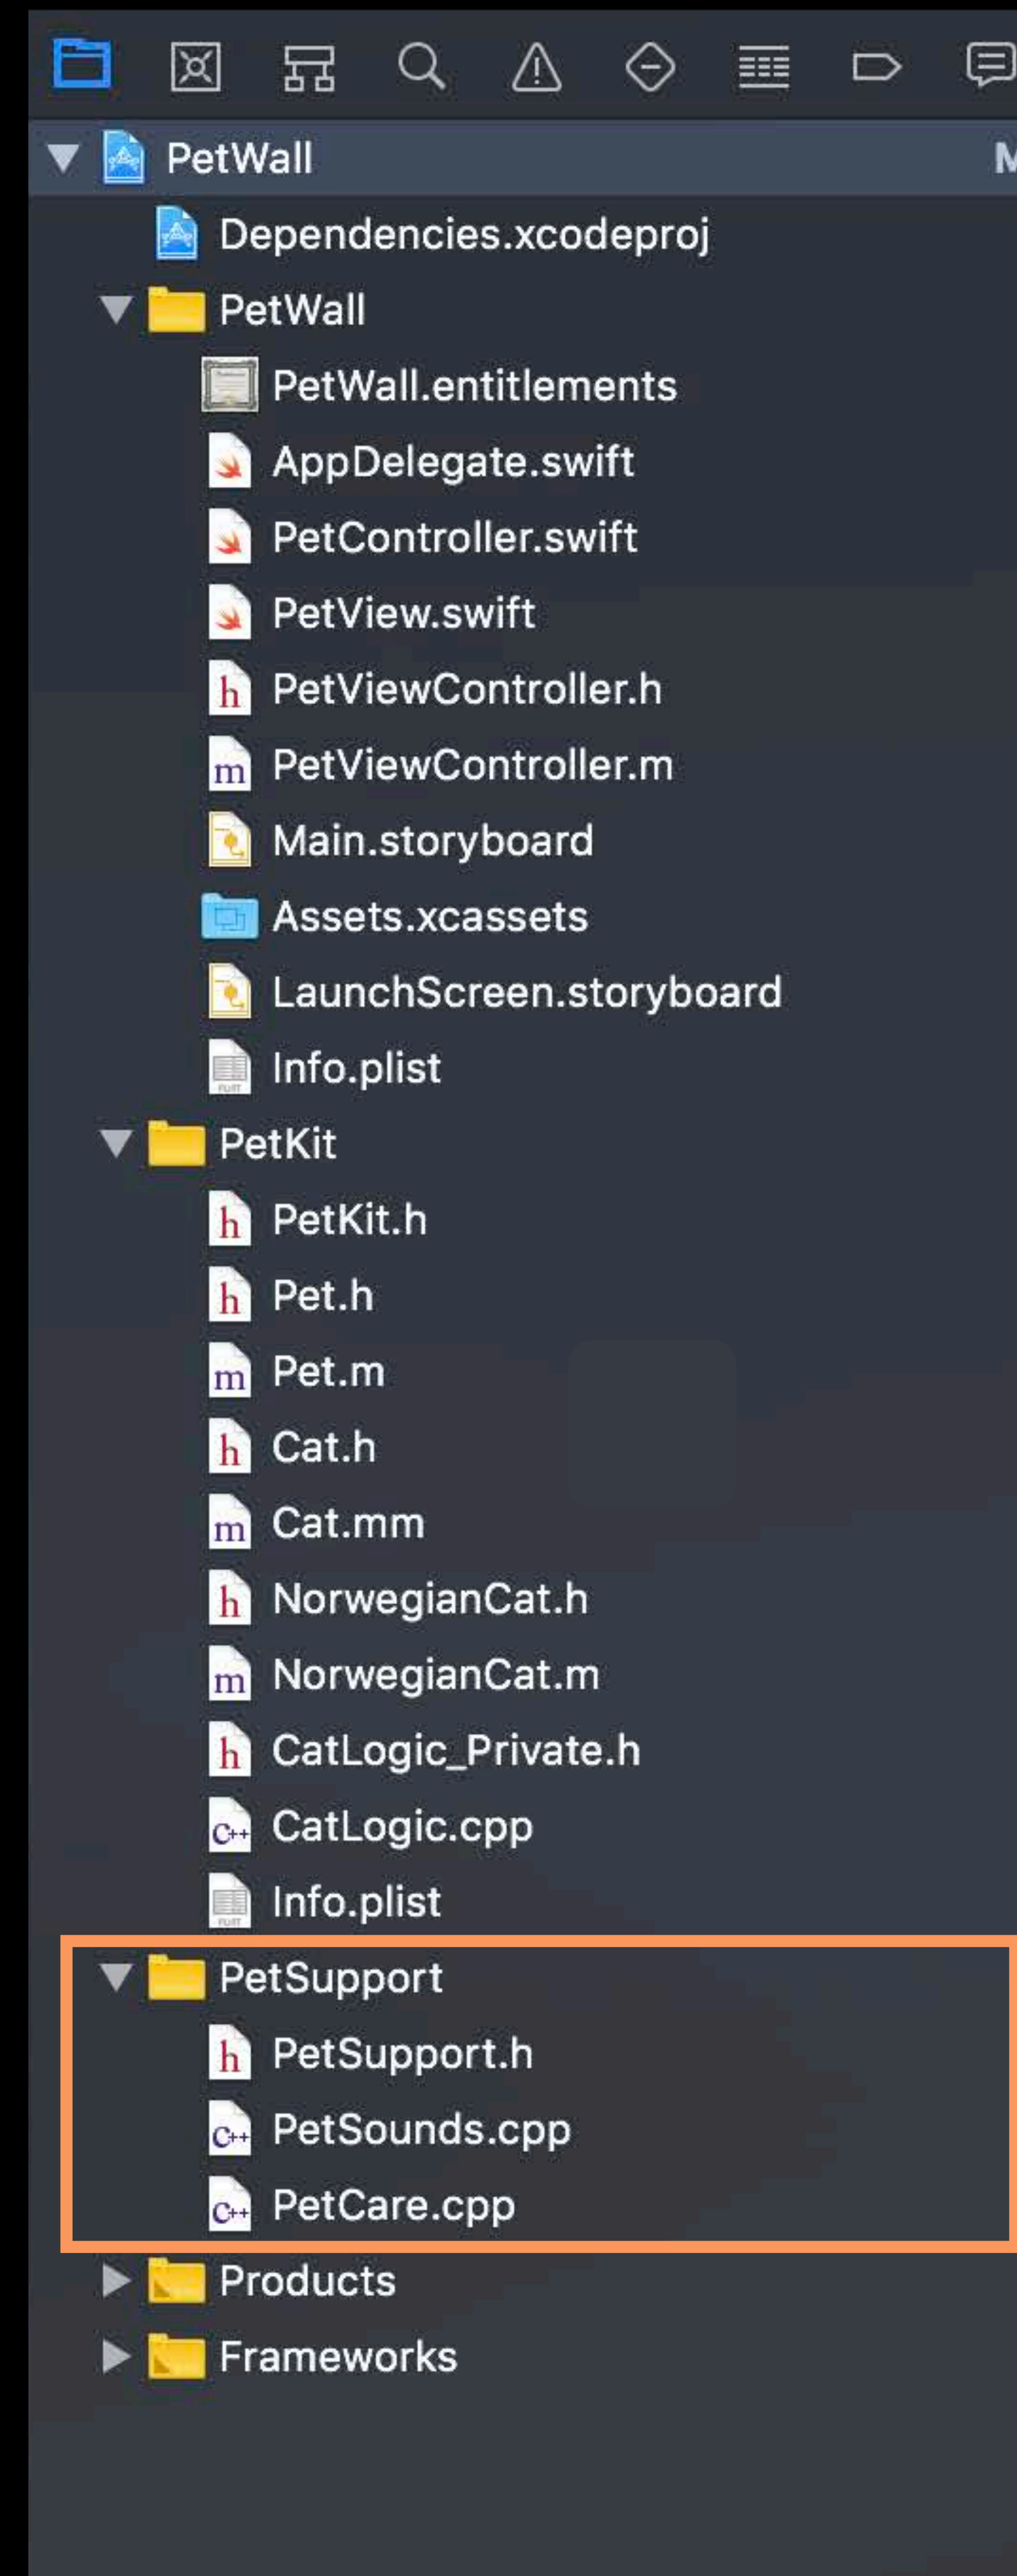 PetWall
M
Dependencies.xcodeproj
PetWall
PetWall.entitlements
AppDelegate.swift
PetController.swift
PetView.swift
h PetViewController.h
m PetViewController.m
Main.storyboard
Assets.xcassets
LaunchScreen.storyboard
PLIST Info.plist
PetKit
h PetKit.h
h Pet.h
m Pet.m
h Cat.h
m Cat.mm
h NorwegianCat.h
m NorwegianCat.m
h CatLogic_Private.h
C++ CatLogic.cpp
PLIST Info.plist
PetSupport
h PetSupport.h
C++ PetSounds.cpp
C++ PetCare.cpp
Products
Frameworks